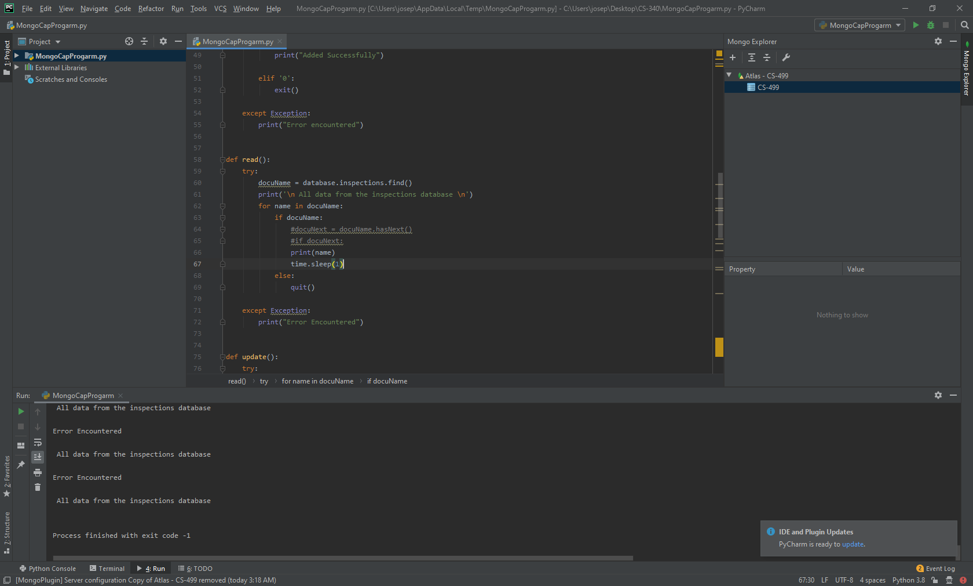 File Edit View Navigate Code Refactor Run Tools VCS Window Help MongoCapProgarm.py [C:\Users\josep\AppData\Local\Temp\MongoCapProgarm.py] - C:\Users\josep\Desktop\CS-340\MongoCapProgarm.py - PyCharm
MongoCapProgarm.py
MongoCapProgarm
Project
MongoCapProgarm.py
Mongo Explorer
1: Project
MongoCapProgarm.py
External Libraries
Scratches and Consoles
49 print("Added Successfully")
50
51 elif '0':
52 exit()
53
54 except Exception:
55 print("Error encountered")
56
57
58 def read():
59 try:
60 docuName = database.inspections.find()
61 print('\n All data from the inspections database \n')
62 for name in docuName:
63 if docuName:
64 #docuNext = docuName.hasNext()
65 #if docuNext:
66 print(name)
67 time.sleep(1)
68 else:
69 quit()
70
71 except Exception:
72 print("Error Encountered")
73
74
75 def update():
76 try:
read() › try › for name in docuName › if docuName
Atlas - CS-499
CS-499
Mongo Explorer
Property Value
Nothing to show
Run: MongoCapProgarm
All data from the inspections database
Error Encountered
All data from the inspections database
Error Encountered
All data from the inspections database
Process finished with exit code -1
2: Favorites
Z: Structure
IDE and Plugin Updates
PyCharm is ready to update.
Python Console Terminal 4: Run 6: TODO
2 Event Log
[MongoPlugin] Server configuration Copy of Atlas - CS-499 removed (today 3:18 AM)
67:30 LF UTF-8 4 spaces Python 3.8